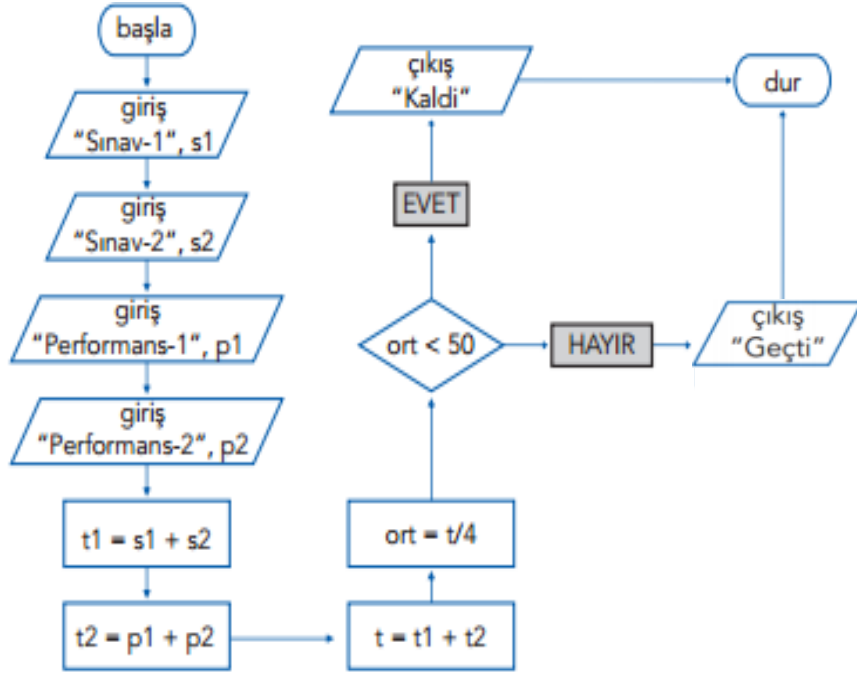 başla
giriş
“Sınav-1”, s1
giriş
“Sınav-2”, s2
giriş
“Performans-1”, p1
giriş
“Performans-2”, p2
t1 = s1 + s2
t2 = p1 + p2
t = t1 + t2
ort = t/4
ort < 50
EVET
çıkış
“Kaldi”
HAYIR
çıkış
“Geçti”
dur